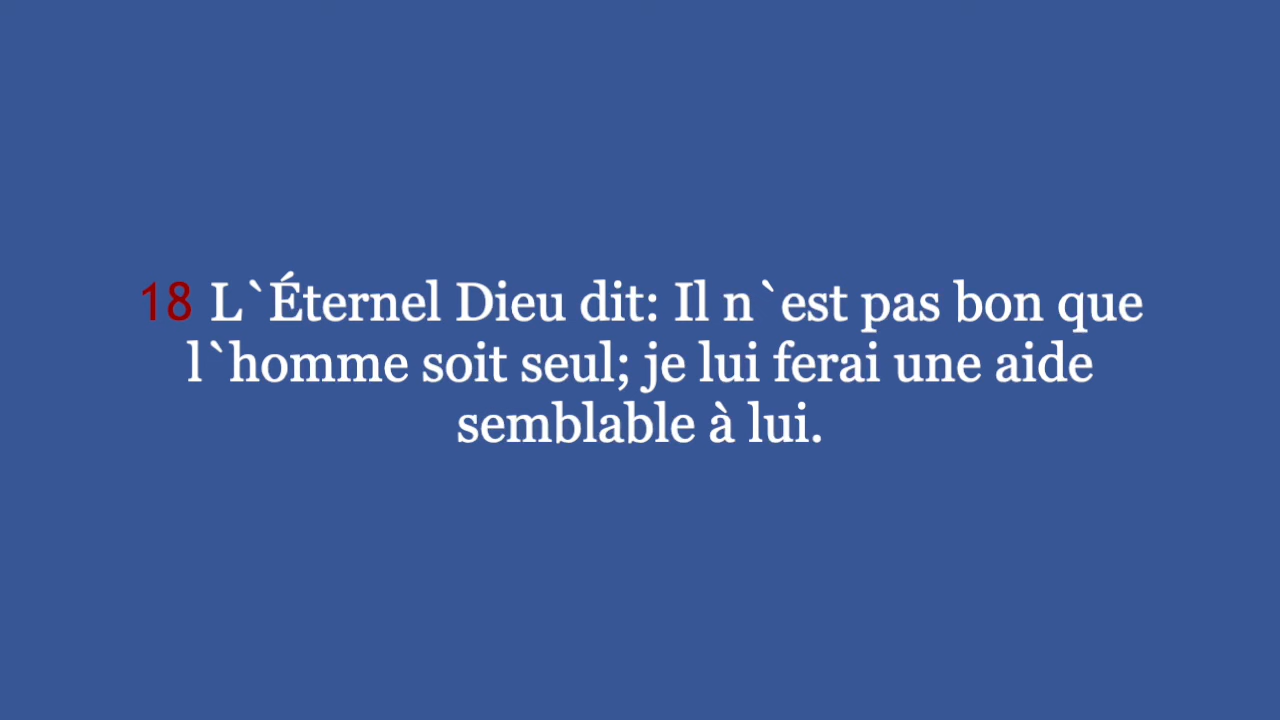 18 L`Éternel Dieu dit: Il n`est pas bon que
l`homme soit seul; je lui ferai une aide
semblable à lui.